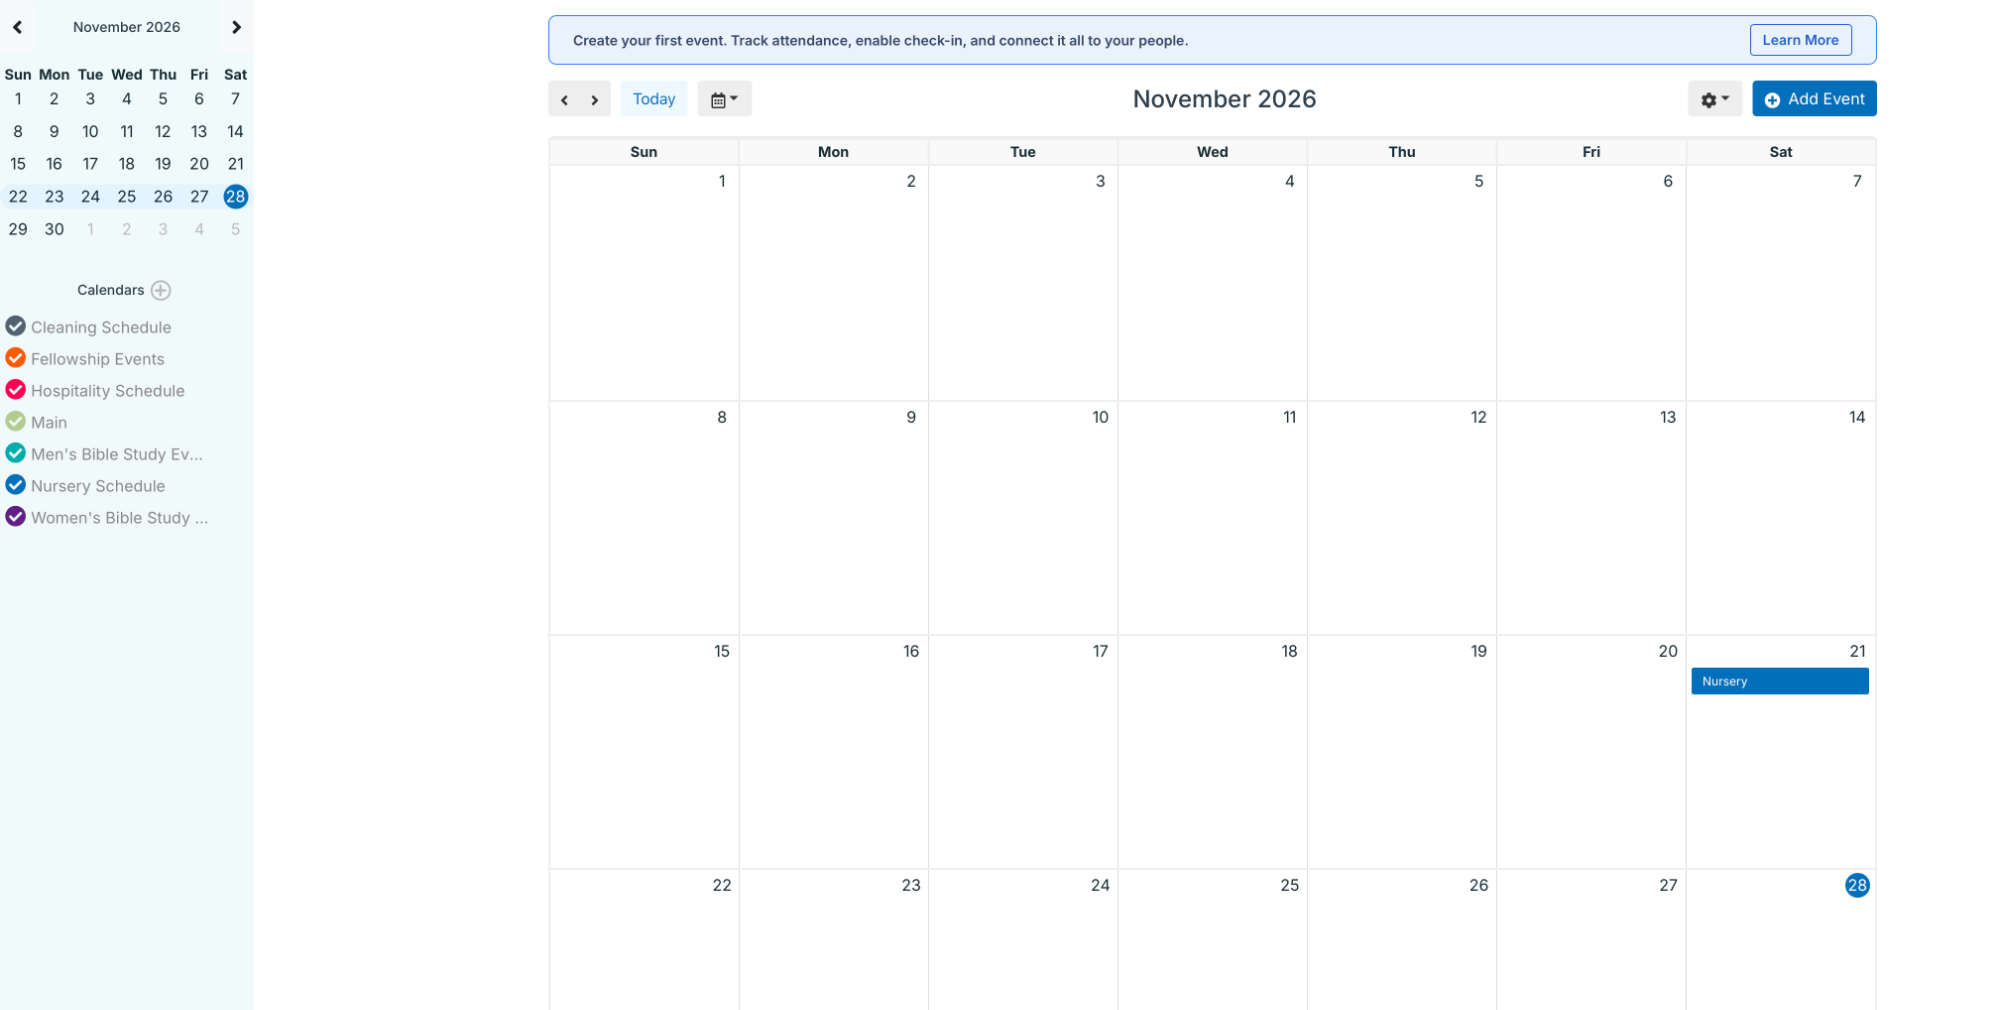 November 2026
Sun Mon Tue Wed Thu Fri Sat
1 2 3 4 5 6 7
8 9 10 11 12 13 14
15 16 17 18 19 20 21
22 23 24 25 26 27 28
29 30 1 2 3 4 5
Calendars
Cleaning Schedule
Fellowship Events
Hospitality Schedule
Main
Men's Bible Study Ev...
Nursery Schedule
Women's Bible Study ...
Create your first event. Track attendance, enable check-in, and connect it all to your people.
Learn More
Today
November 2026
Add Event
Sun Mon Tue Wed Thu Fri Sat
1 2 3 4 5 6 7
8 9 10 11 12 13 14
15 16 17 18 19 20 21
Nursery
22 23 24 25 26 27 28